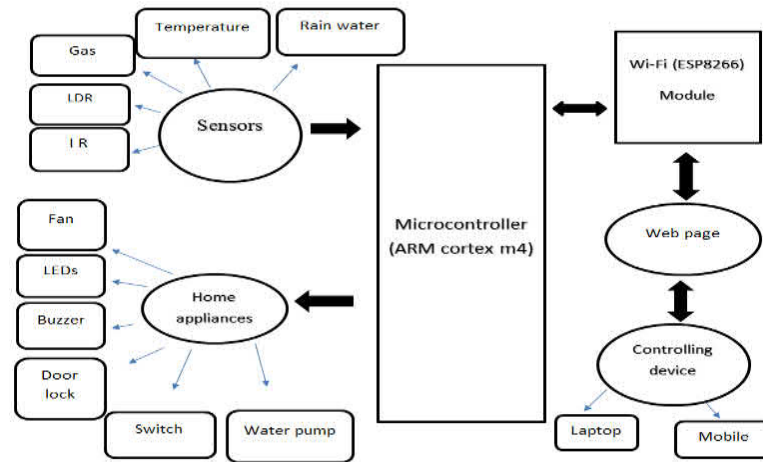 Temperature
Rain water
Gas
LDR
I R
Sensors
Fan
LEDs
Buzzer
Door
lock
Switch
Water pump
Home
appliances
Microcontroller
(ARM cortex m4)
Wi-Fi (ESP8266)
Module
Web page
Controlling
device
Laptop
Mobile